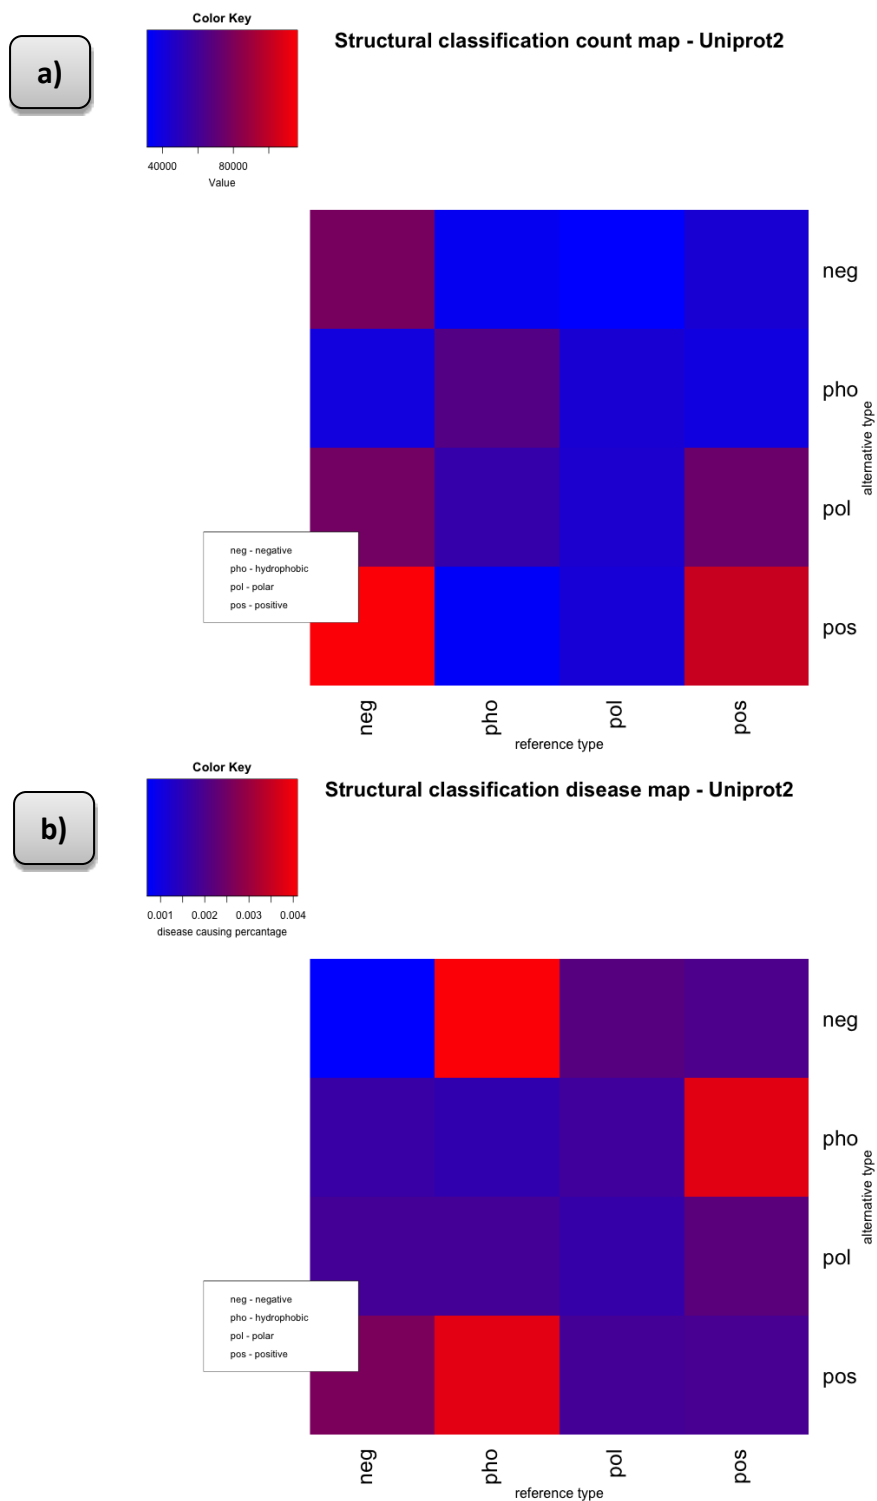 a)
Color Key
40000 80000
Value
Structural classification count map - Uniprot2
neg
pho
pol
pos
alternative type
neg - negative
pho - hydrophobic
pol - polar
pos - positive
neg pho pol pos
reference type
b)
Color Key
0.001 0.002 0.003 0.004
disease causing percantage
Structural classification disease map - Uniprot2
neg
pho
pol
pos
alternative type
neg - negative
pho - hydrophobic
pol - polar
pos - positive
neg pho pol pos
reference type